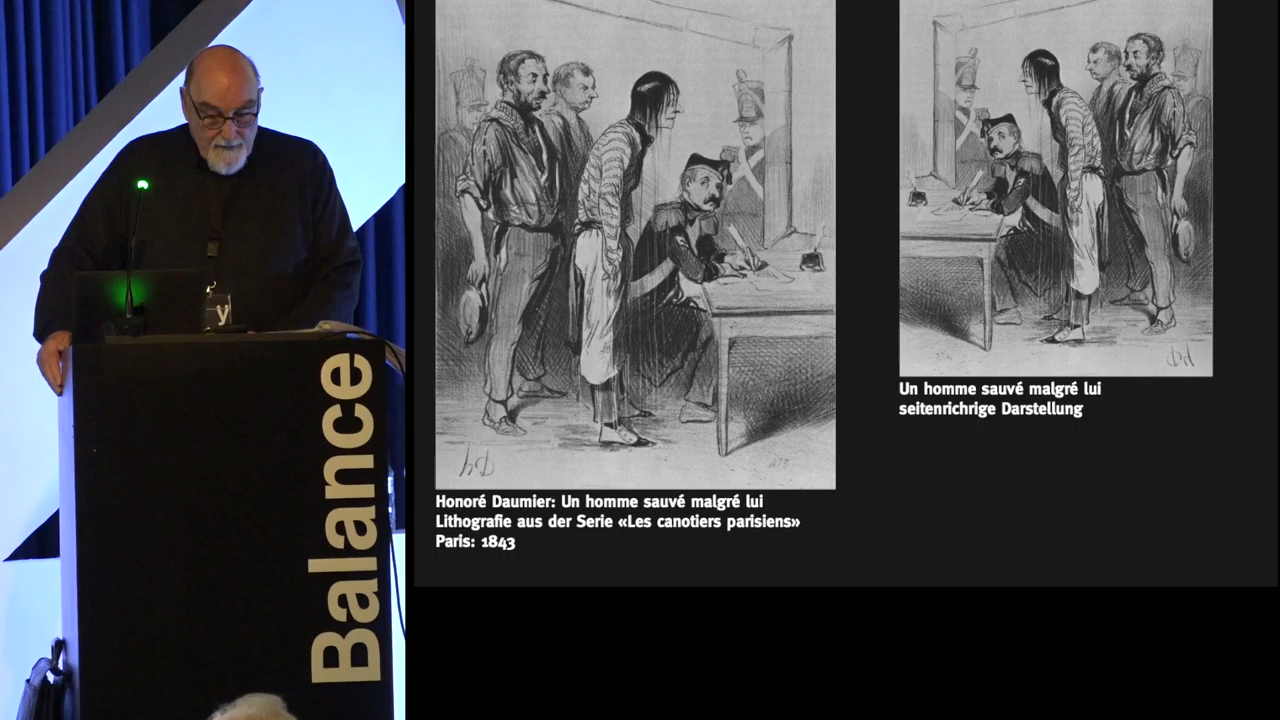 Balance
y
Honoré Daumier: Un homme sauvé malgré lui
Lithografie aus der Serie «Les canotiers parisiens»
Paris: 1843
Un homme sauvé malgré lui
seitenrichrige Darstellung